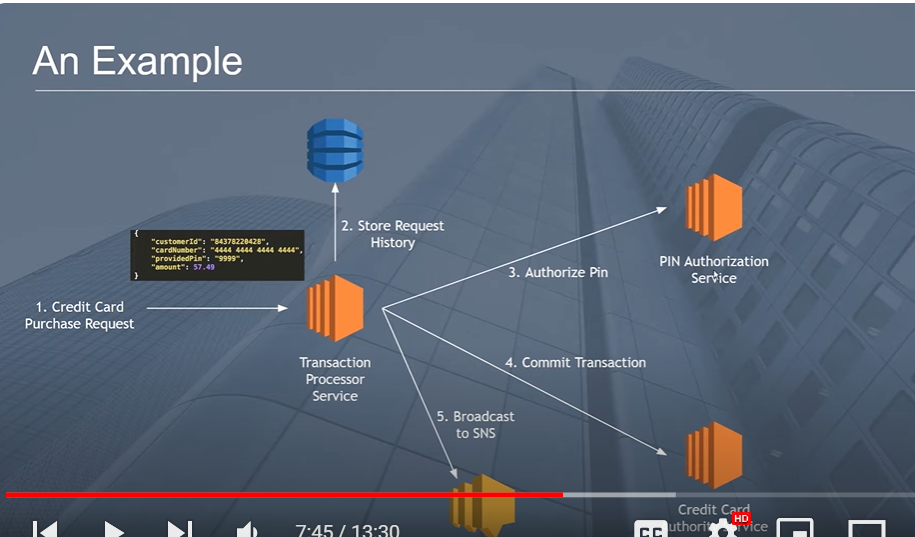 An Example
2. Store Request
History
{
"customerId": "84378220428",
"cardNumber": "4444 4444 4444 4444",
"providedPin": "9999",
"amount": 57.49
}
1. Credit Card
Purchase Request
3. Authorize Pin
PIN Authorization
Service
Transaction
Processor
Service
4. Commit Transaction
5. Broadcast
to SNS
Credit Card
7:45 / 13:30
CC
HD